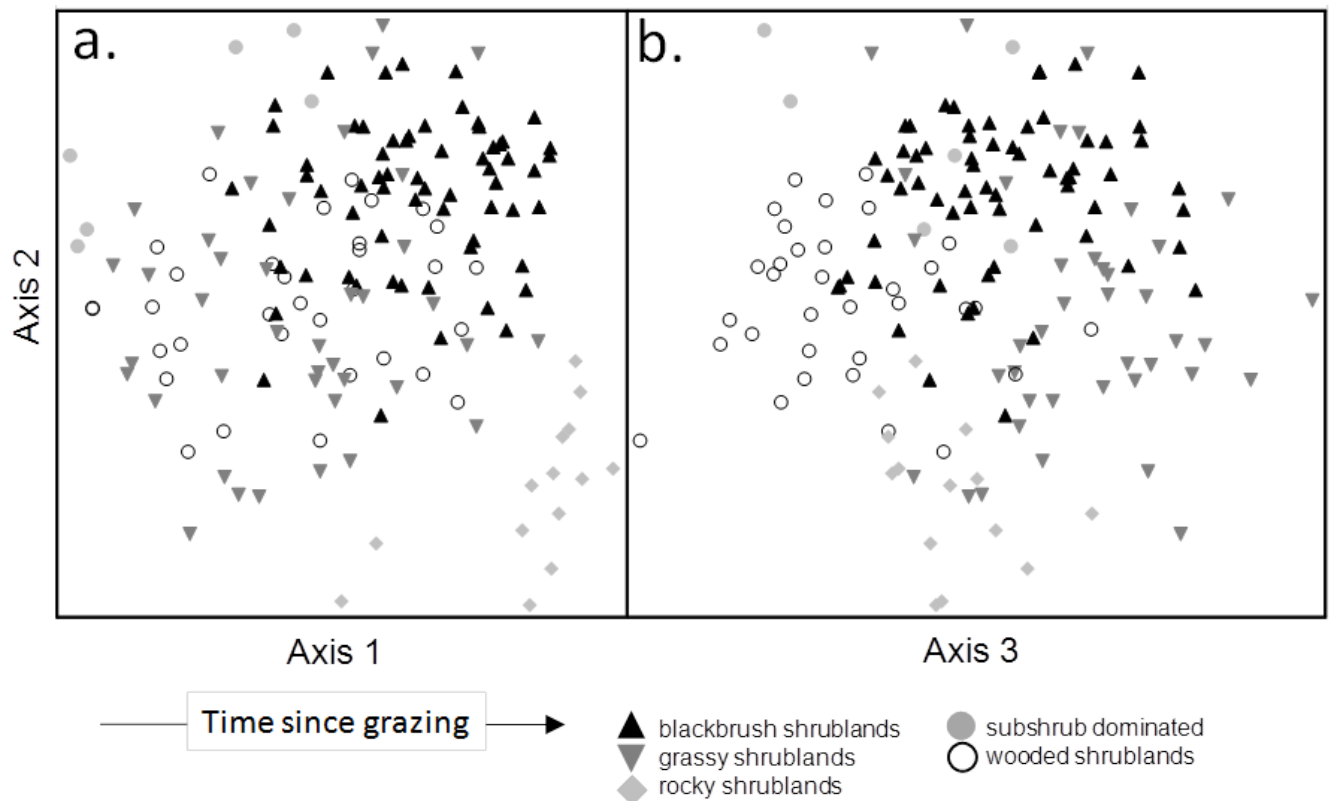 a.
b.
Axis 2
Axis 1
Axis 3
Time since grazing
blackbrush shrublands
grassy shrublands
rocky shrublands
subshrub dominated
wooded shrublands